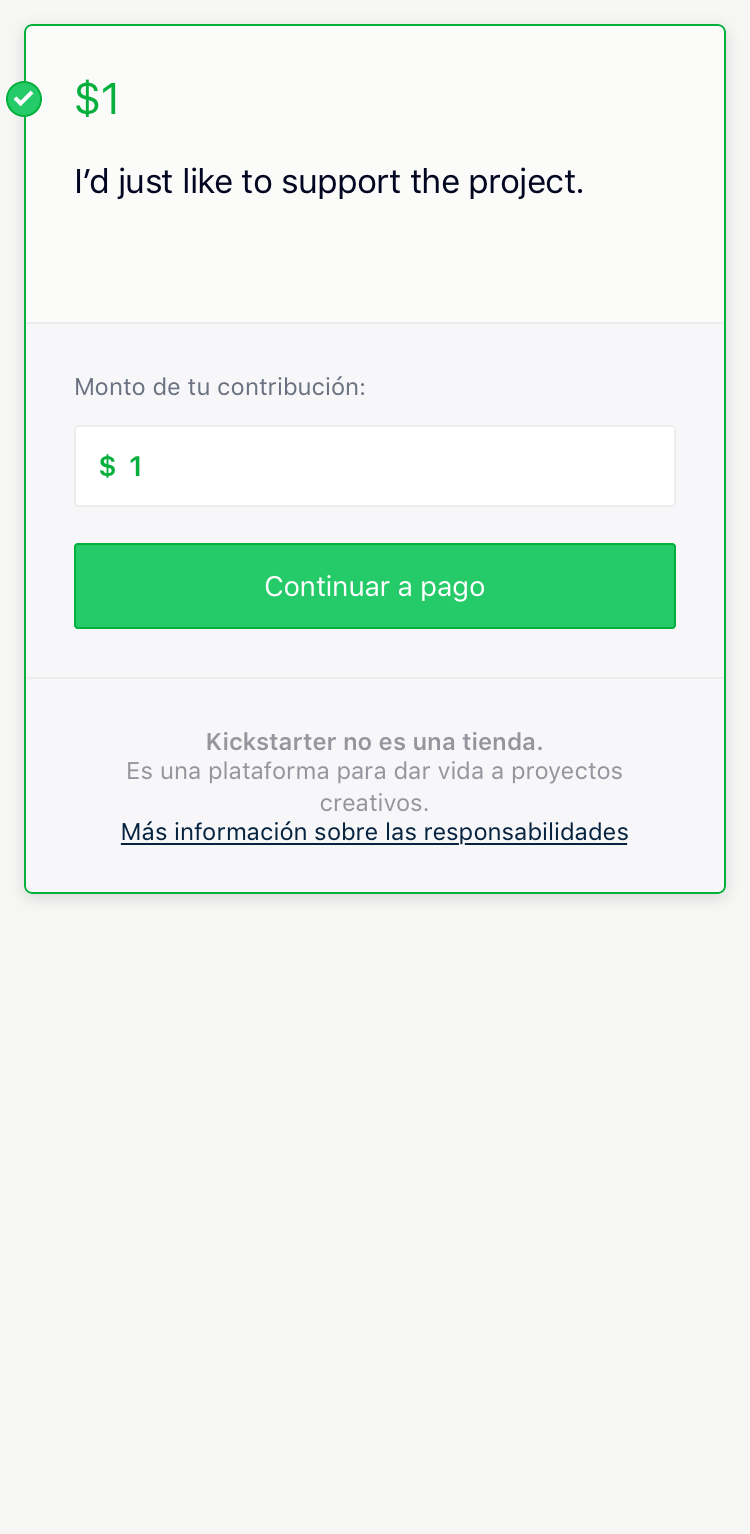 $1
I’d just like to support the project.
Monto de tu contribución:
$ 1
Continuar a pago
Kickstarter no es una tienda.
Es una plataforma para dar vida a proyectos
creativos.
Más información sobre las responsabilidades